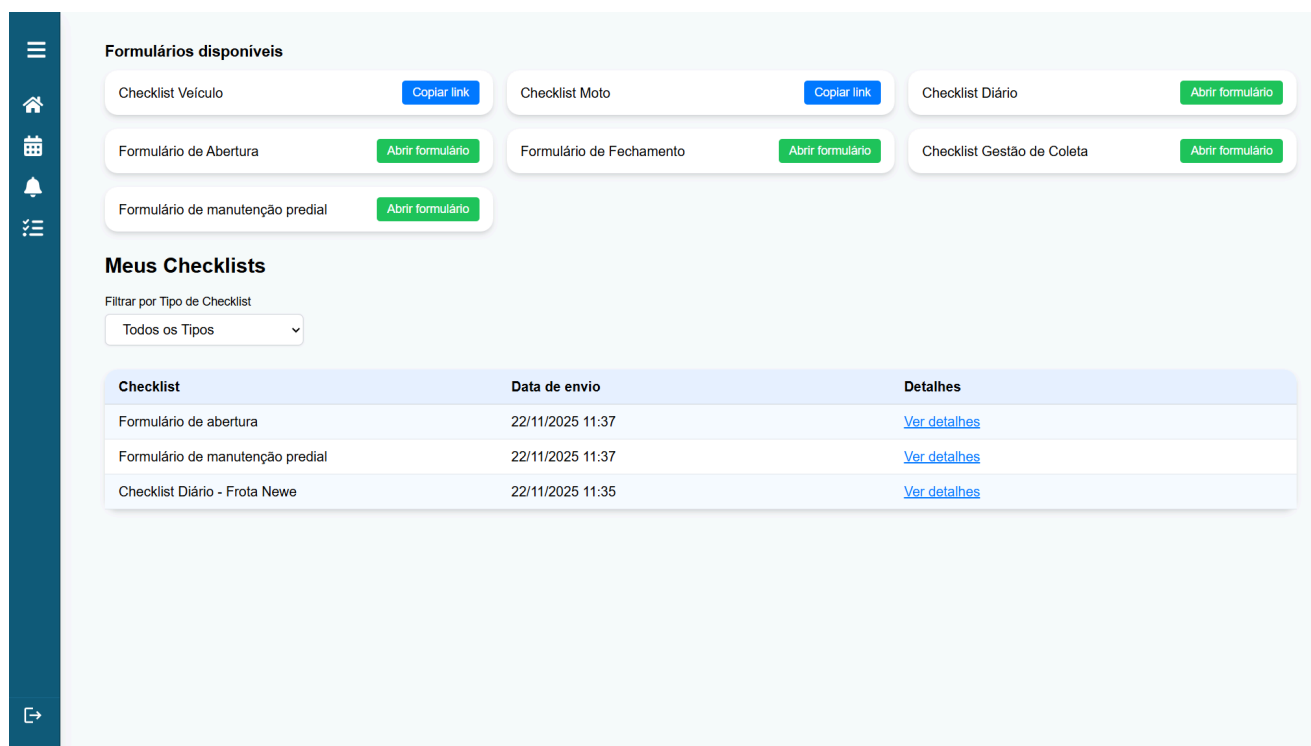 Formulários disponíveis
Checklist Veículo Copiar link Checklist Moto Copiar link Checklist Diário Abrir formulário
Formulário de Abertura Abrir formulário Formulário de Fechamento Abrir formulário Checklist Gestão de Coleta Abrir formulário
Formulário de manutenção predial Abrir formulário
Meus Checklists
Filtrar por Tipo de Checklist
Todos os Tipos
Checklist Data de envio Detalhes
Formulário de abertura 22/11/2025 11:37 Ver detalhes
Formulário de manutenção predial 22/11/2025 11:37 Ver detalhes
Checklist Diário - Frota Newe 22/11/2025 11:35 Ver detalhes